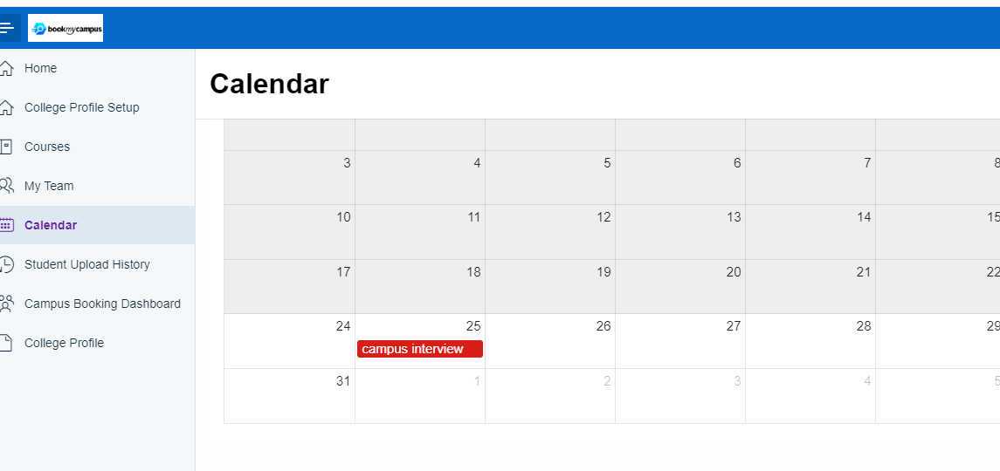 bookmycampus
Home
College Profile Setup
Courses
My Team
Calendar
Student Upload History
Campus Booking Dashboard
College Profile
Calendar
3 4 5 6 7 8
10 11 12 13 14 15
17 18 19 20 21 22
24 25 26 27 28 29
campus interview
31 1 2 3 4 5